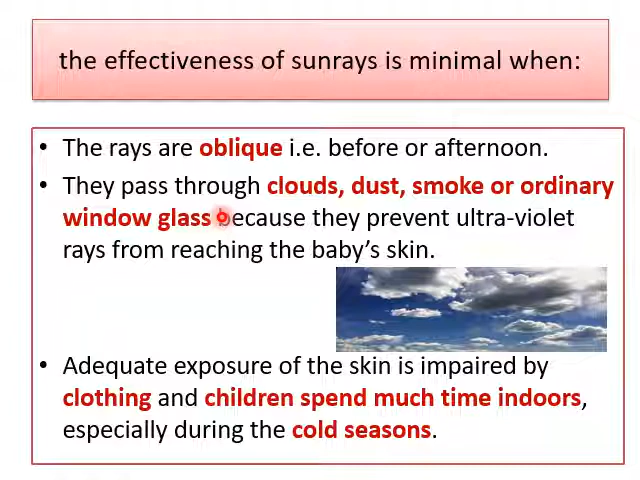 the effectiveness of sunrays is minimal when:
• The rays are oblique i.e. before or afternoon.
• They pass through clouds, dust, smoke or ordinary
window glass because they prevent ultra-violet
rays from reaching the baby's skin.
• Adequate exposure of the skin is impaired by
clothing and children spend much time indoors,
especially during the cold seasons.